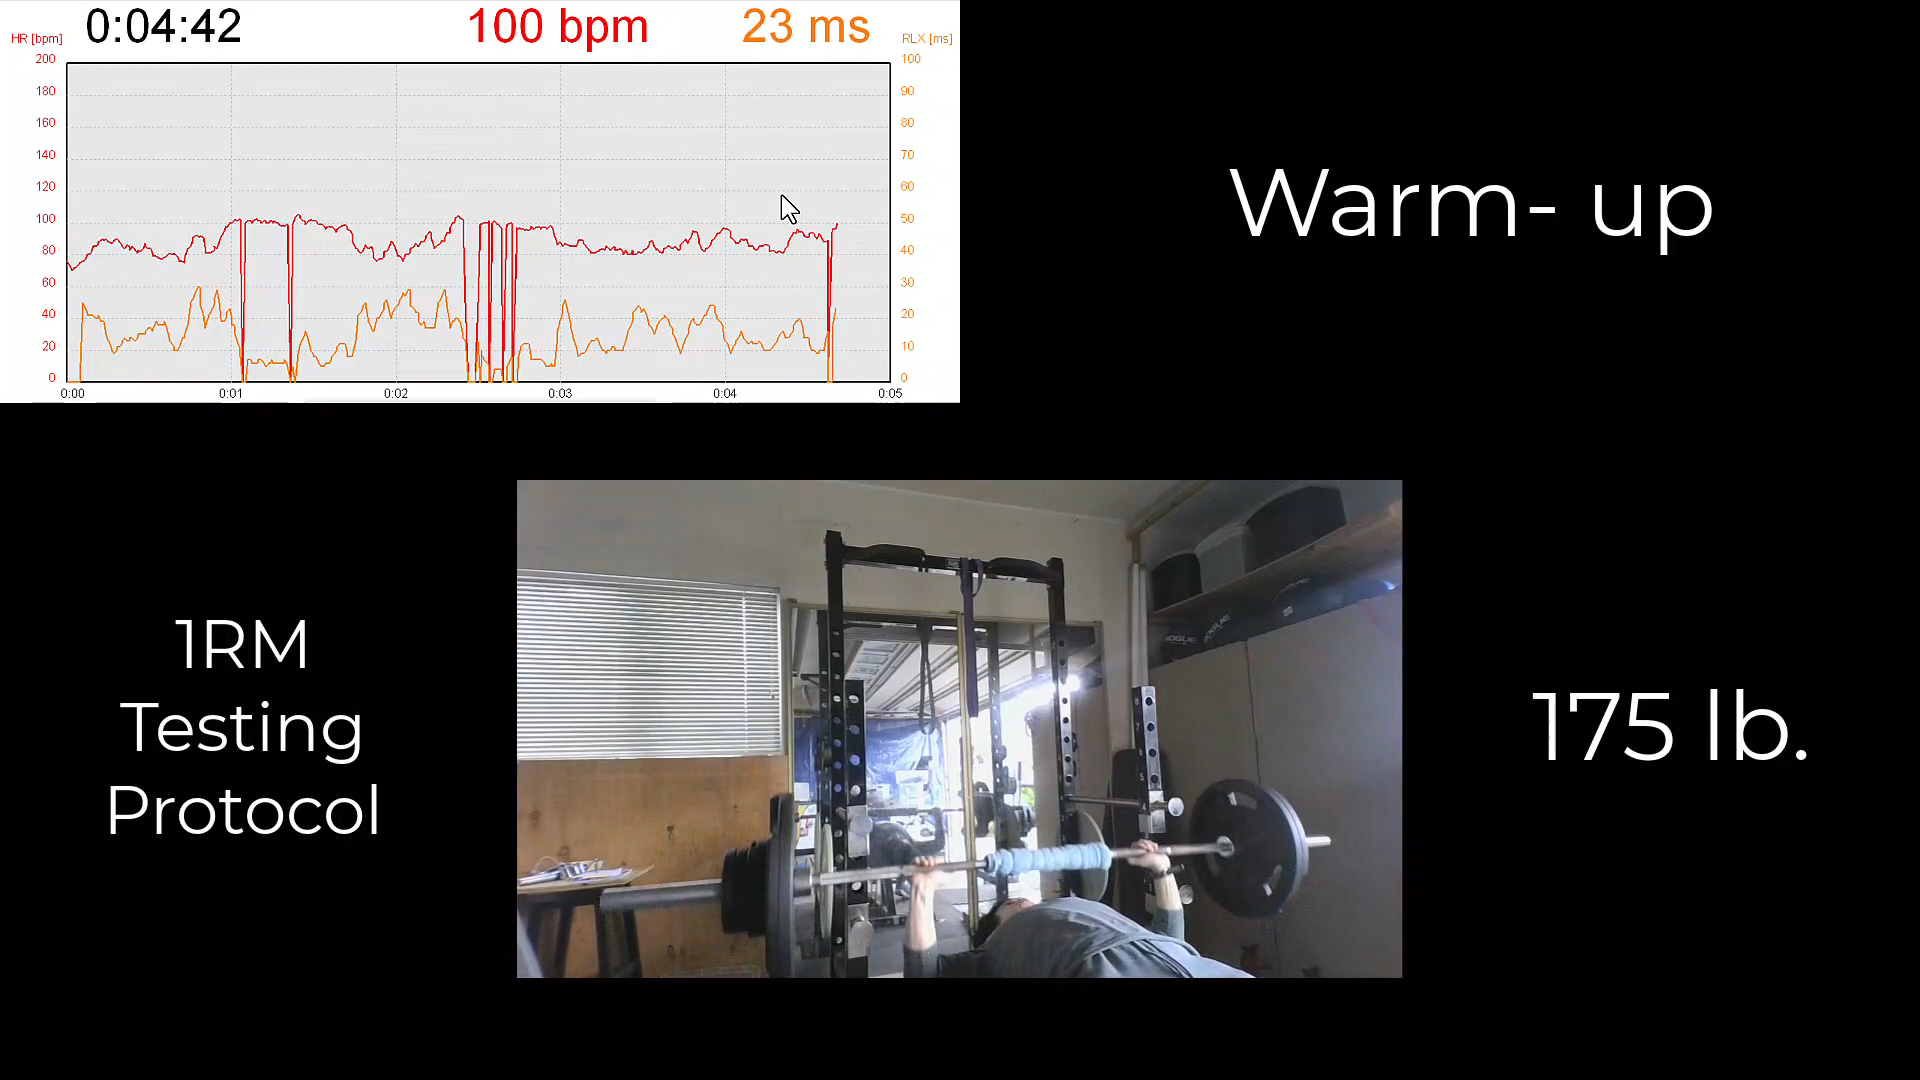 0:04:42 100 bpm 23 ms
HR [bpm] RLX [ms]
200 100
180 90
160 80
140 70
120 60
100 50
80 40
60 30
40 20
20 10
0 0
0:00 0:01 0:02 0:03 0:04 0:05
Warm- up
1RM
Testing
Protocol
175 lb.
ROGUE
ROGUE